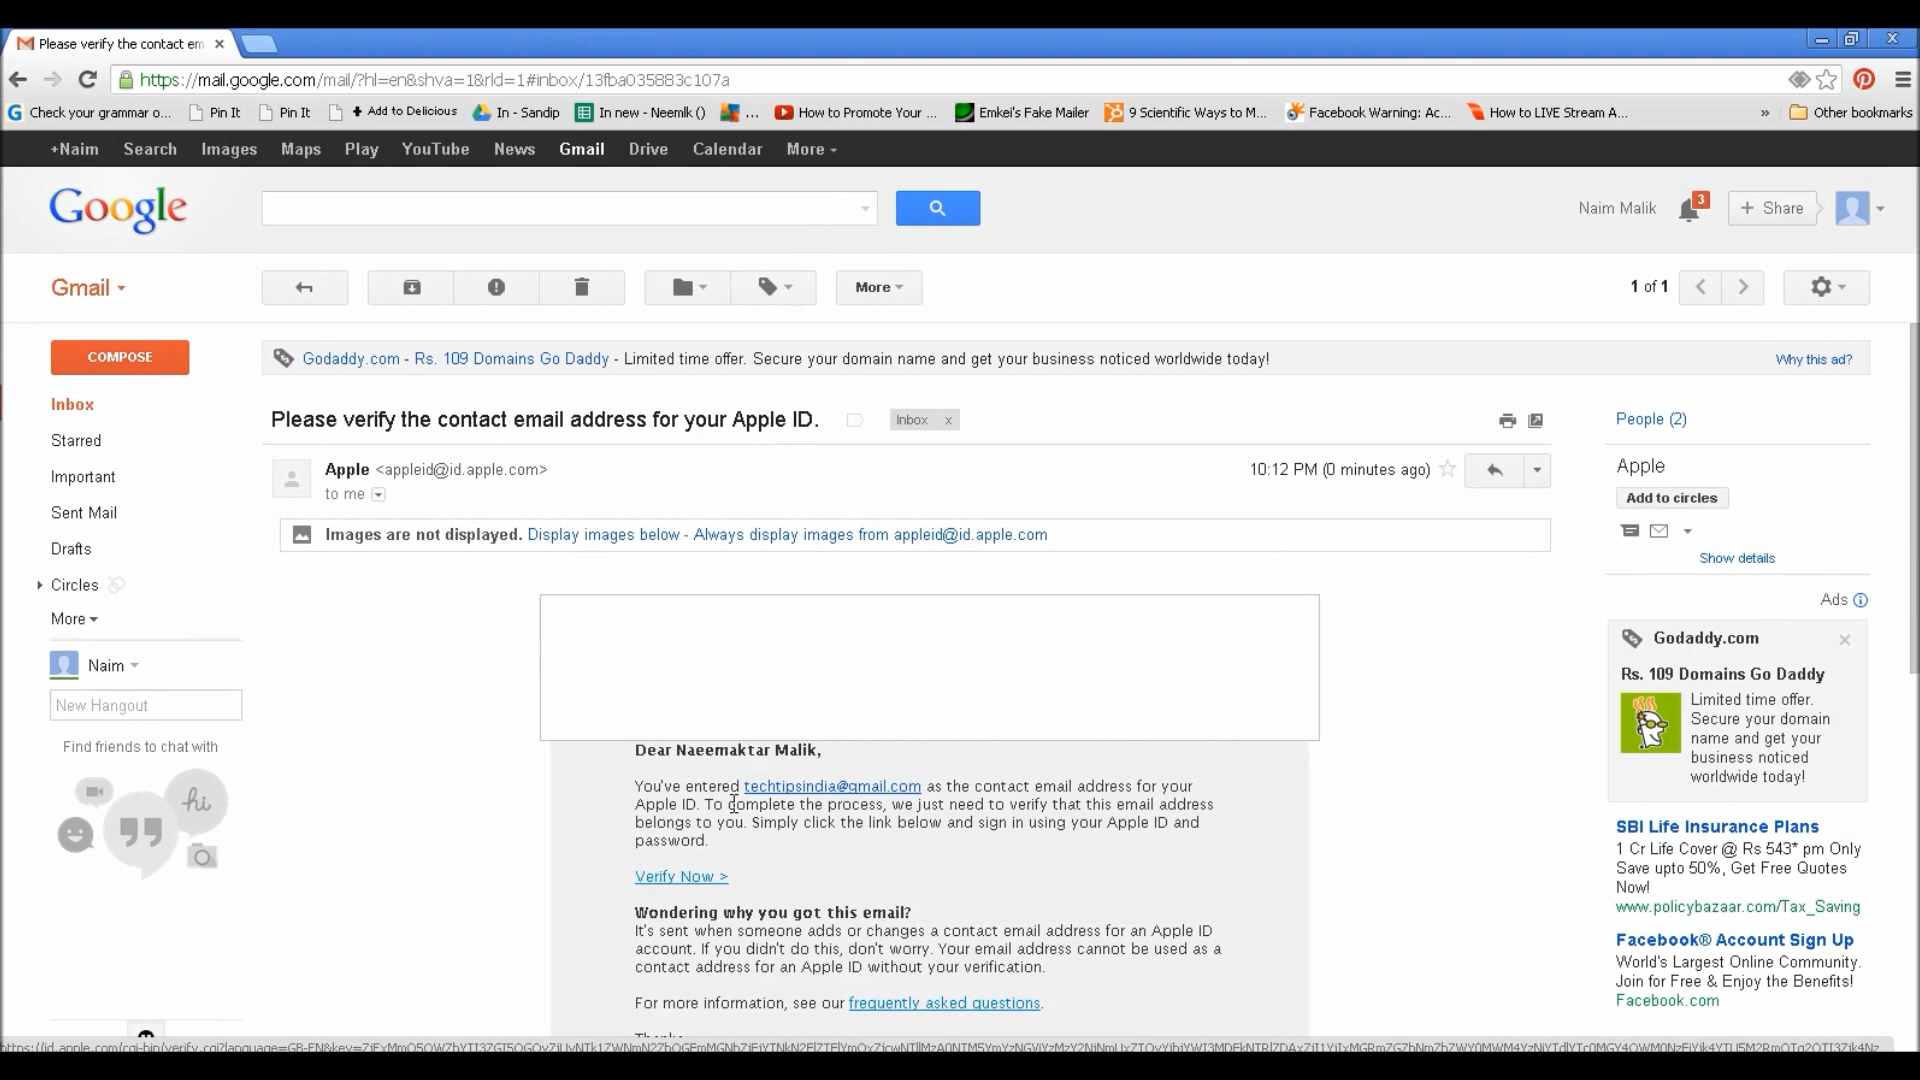 Please verify the contact em
https://mail.google.com/mail/?hl=en&shva=1&rld=1#inbox/13fba035883c107a
Check your grammar o... Pin It Pin It + Add to Delicious In - Sandip In new - Neemlk () ... How to Promote Your ... Emkei's Fake Mailer 9 Scientific Ways to M... Facebook Warning: Ac... How to LIVE Stream A... » Other bookmarks
+Naim Search Images Maps Play YouTube News Gmail Drive Calendar More
Google
Naim Malik 3 + Share
Gmail
More
1 of 1
COMPOSE
Godaddy.com - Rs. 109 Domains Go Daddy - Limited time offer. Secure your domain name and get your business noticed worldwide today!
Why this ad?
Inbox
Starred
Important
Sent Mail
Drafts
Circles
More
Naim
New Hangout
Find friends to chat with
hi
Please verify the contact email address for your Apple ID.
Inbox x
Apple <appleid@id.apple.com>
10:12 PM (0 minutes ago)
to me
Images are not displayed. Display images below - Always display images from appleid@id.apple.com
Dear Naeemaktar Malik,
You've entered techtipsindia@gmail.com as the contact email address for your
Apple ID. To complete the process, we just need to verify that this email address
belongs to you. Simply click the link below and sign in using your Apple ID and
password.
Verify Now >
Wondering why you got this email?
It's sent when someone adds or changes a contact email address for an Apple ID
account. If you didn't do this, don't worry. Your email address cannot be used as a
contact address for an Apple ID without your verification.
For more information, see our frequently asked questions.
People (2)
Apple
Add to circles
Show details
Ads
Godaddy.com
Rs. 109 Domains Go Daddy
Limited time offer.
Secure your domain
name and get your
business noticed
worldwide today!
SBI Life Insurance Plans
1 Cr Life Cover @ Rs 543* pm Only
Save upto 50%, Get Free Quotes
Now!
www.policybazaar.com/Tax_Saving
Facebook® Account Sign Up
World's Largest Online Community.
Join for Free & Enjoy the Benefits!
Facebook.com